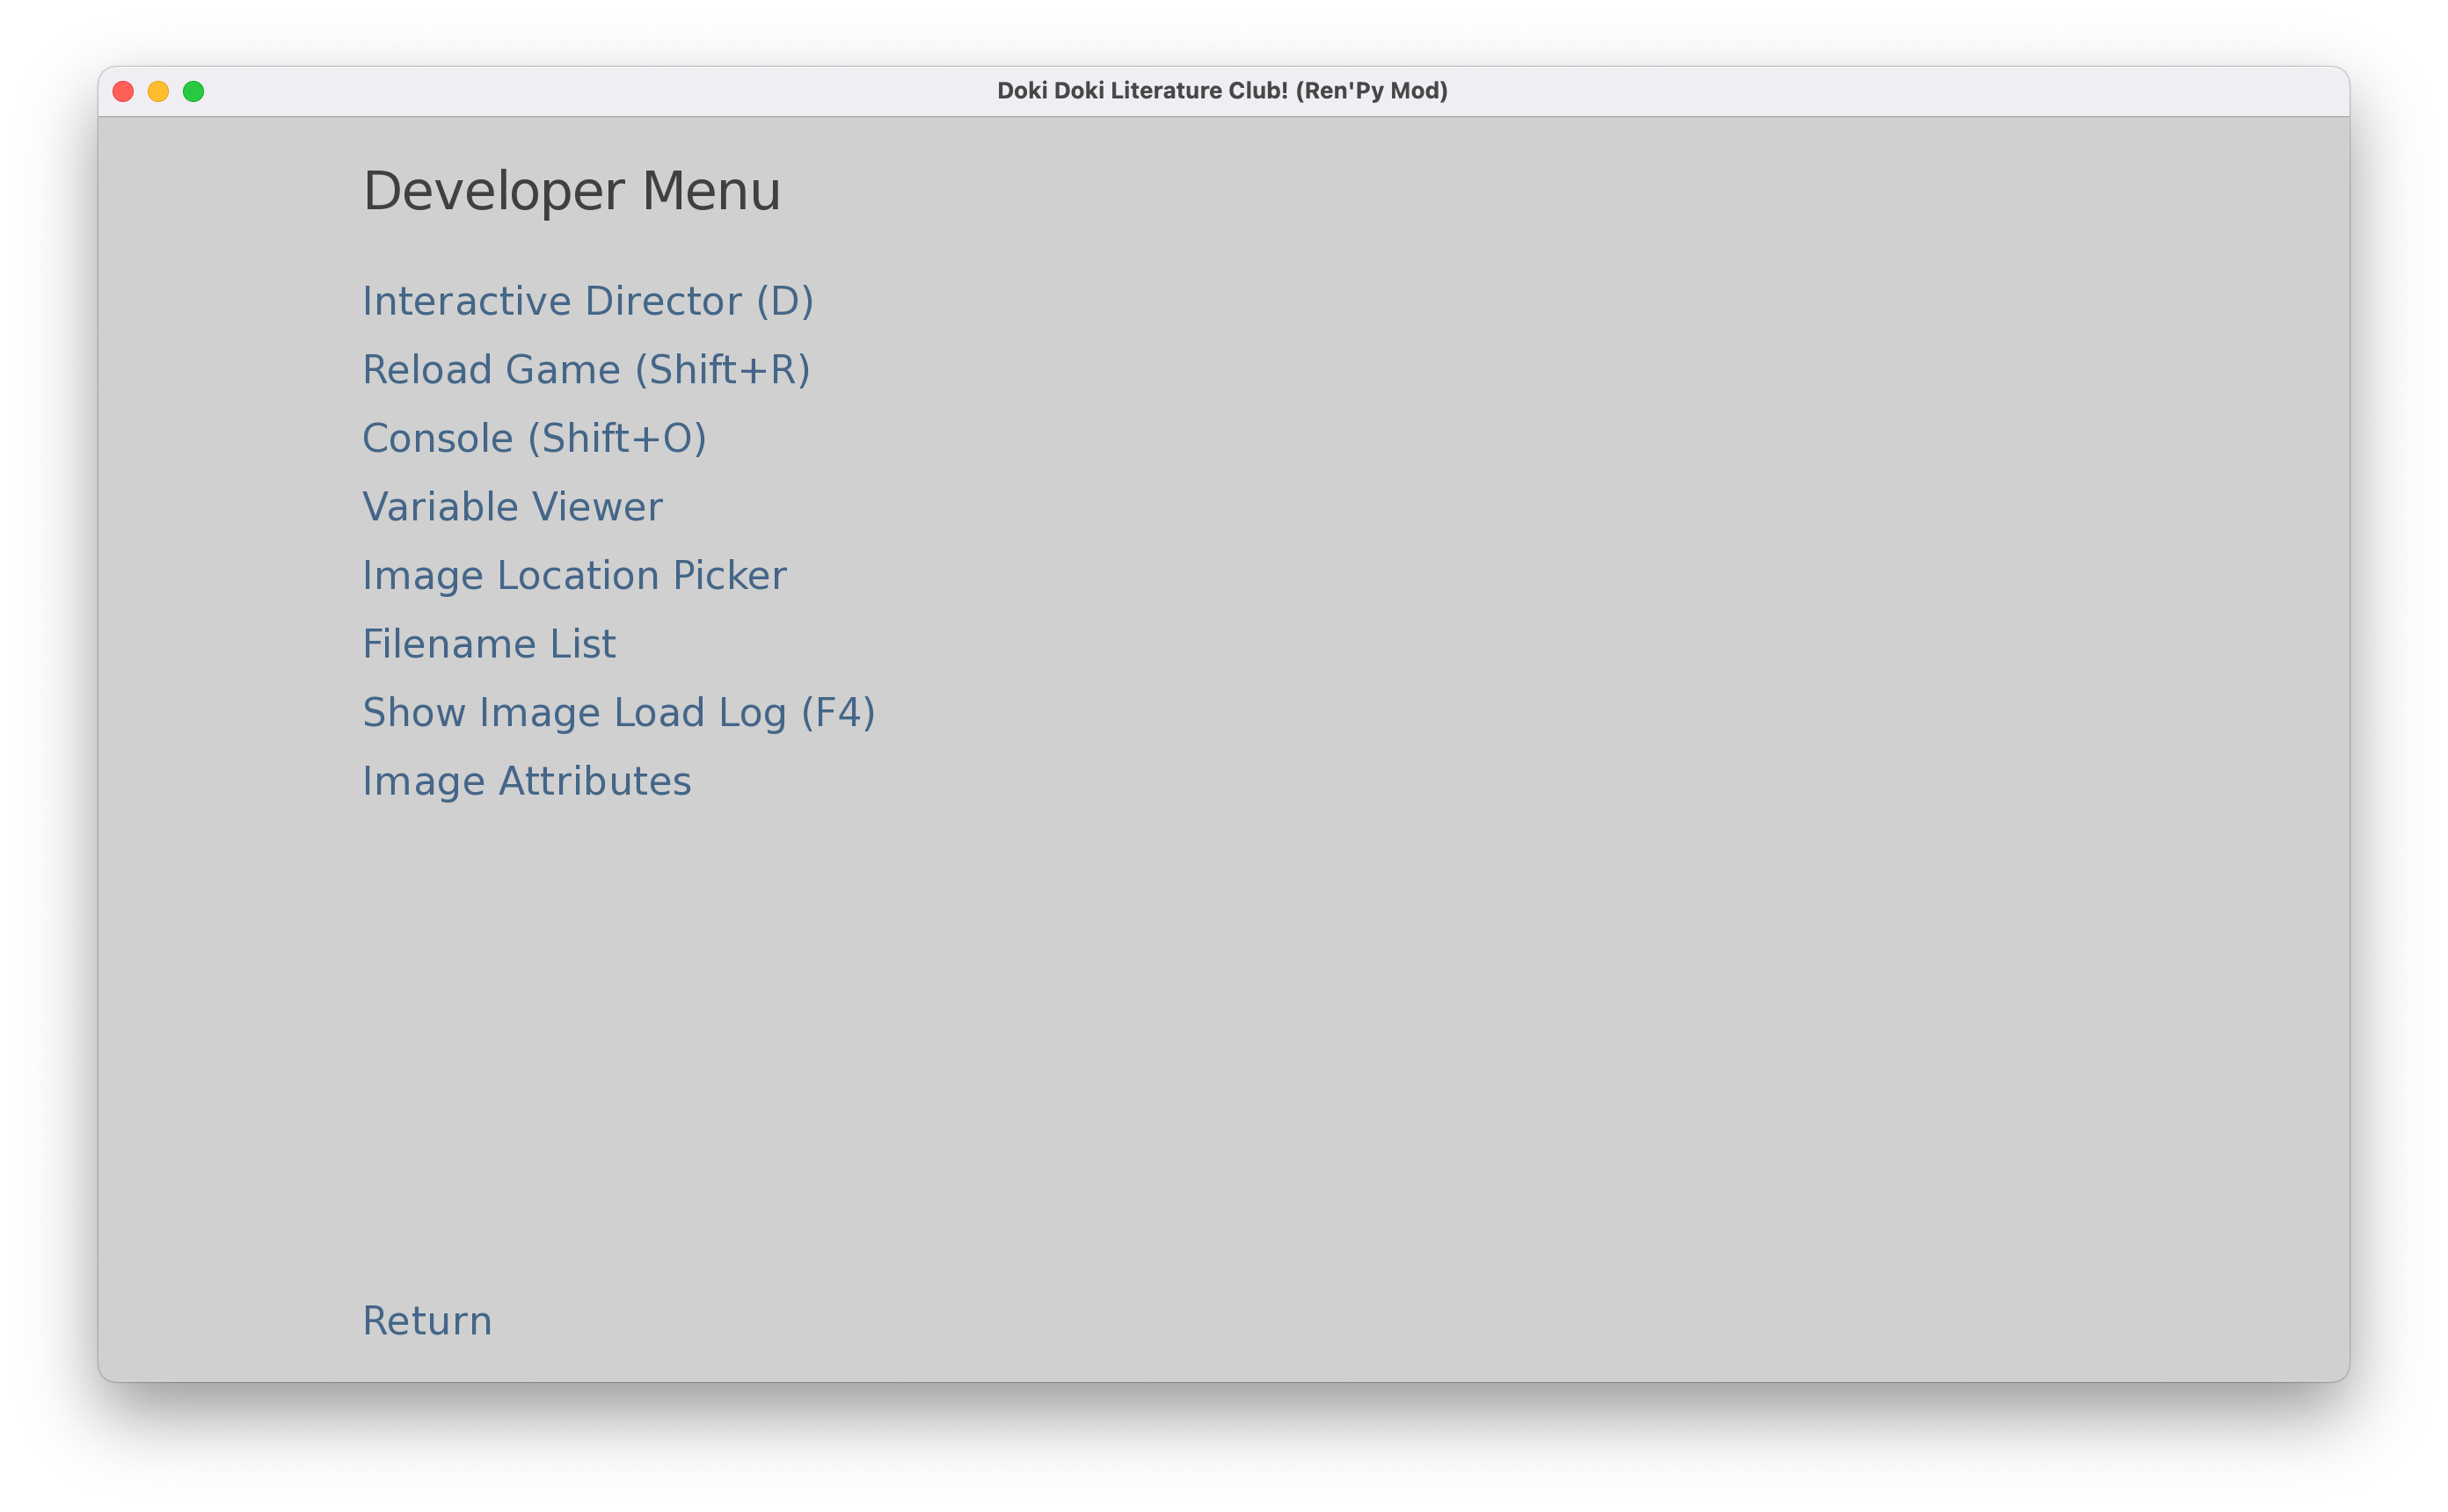 Doki Doki Literature Club! (Ren'Py Mod)
Developer Menu
Interactive Director (D)
Reload Game (Shift+R)
Console (Shift+O)
Variable Viewer
Image Location Picker
Filename List
Show Image Load Log (F4)
Image Attributes
Return